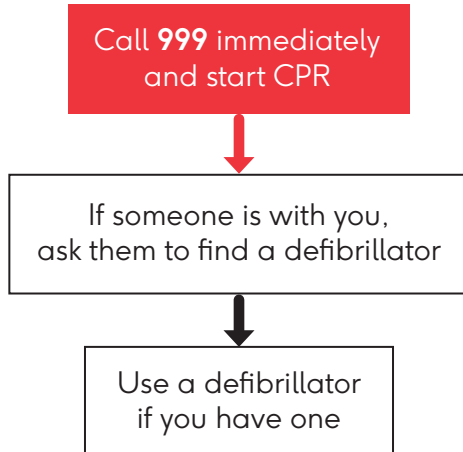 Call 999 immediately
and start CPR
If someone is with you,
ask them to find a defibrillator
Use a defibrillator
if you have one